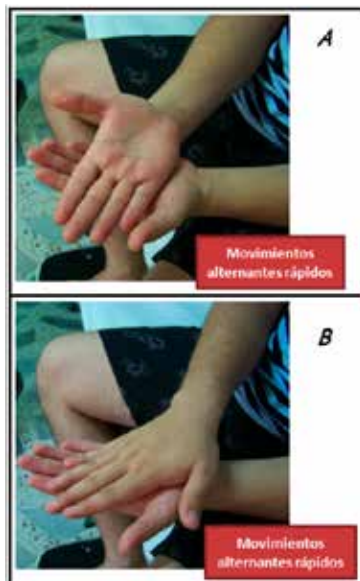 A
Movimientos
alternantes rápidos
B
Movimientos
alternantes rápidos